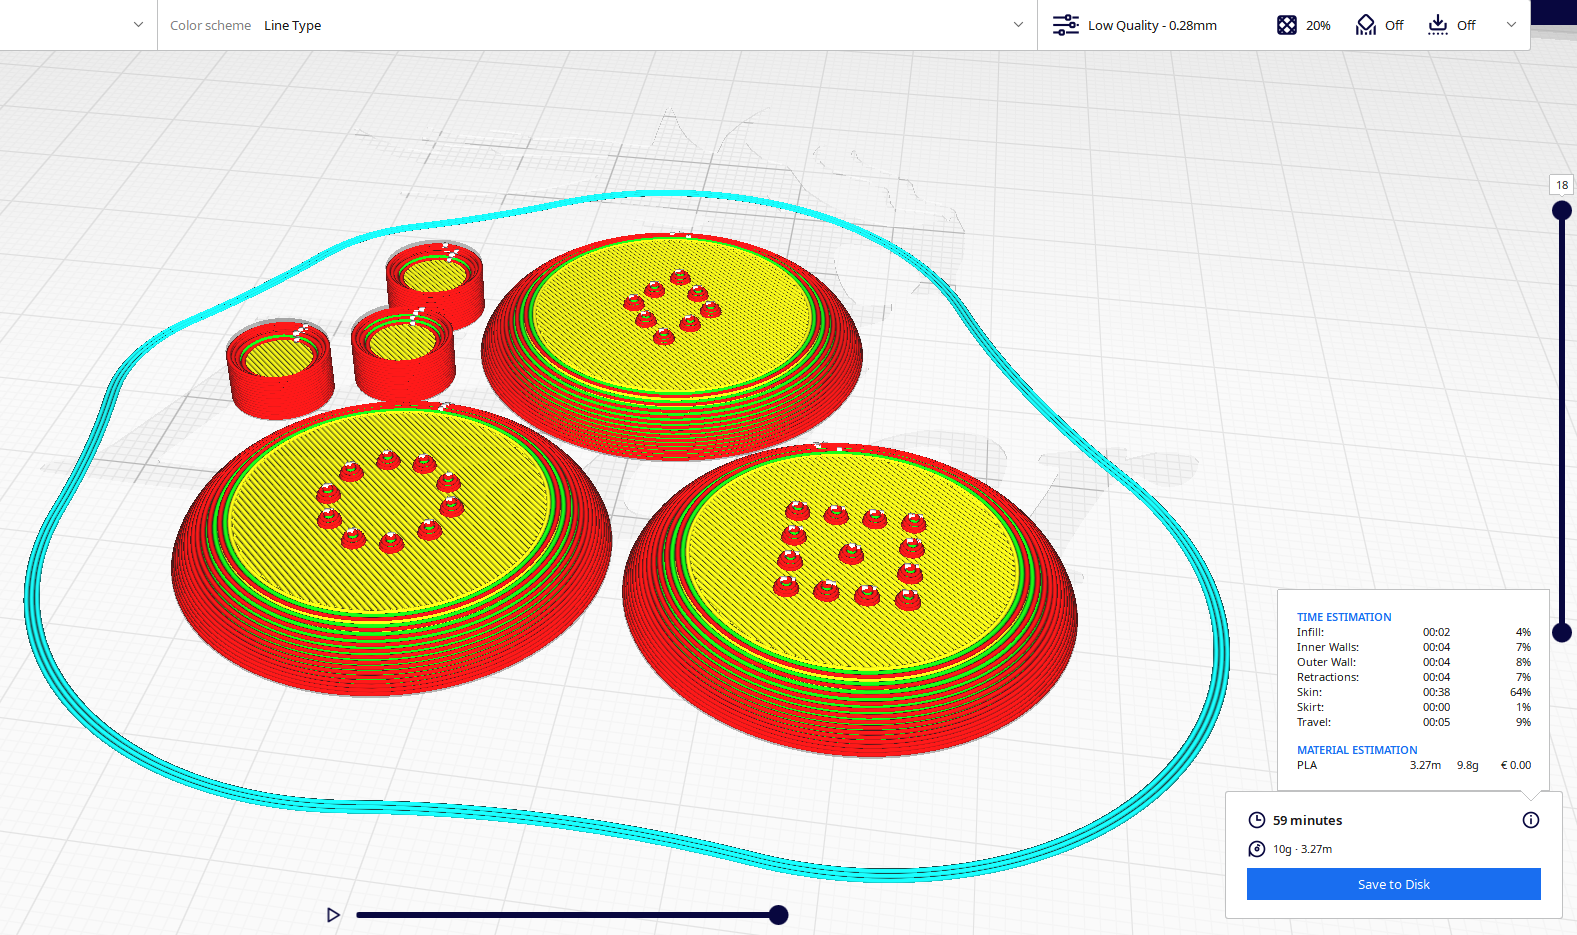 Color scheme Line Type
Low Quality - 0.28mm 20% Off Off
18
TIME ESTIMATION
Infill: 00:02 4%
Inner Walls: 00:04 7%
Outer Wall: 00:04 8%
Retractions: 00:04 7%
Skin: 00:38 64%
Skirt: 00:00 1%
Travel: 00:05 9%
MATERIAL ESTIMATION
PLA 3.27m 9.8g € 0.00
59 minutes
10g · 3.27m
Save to Disk